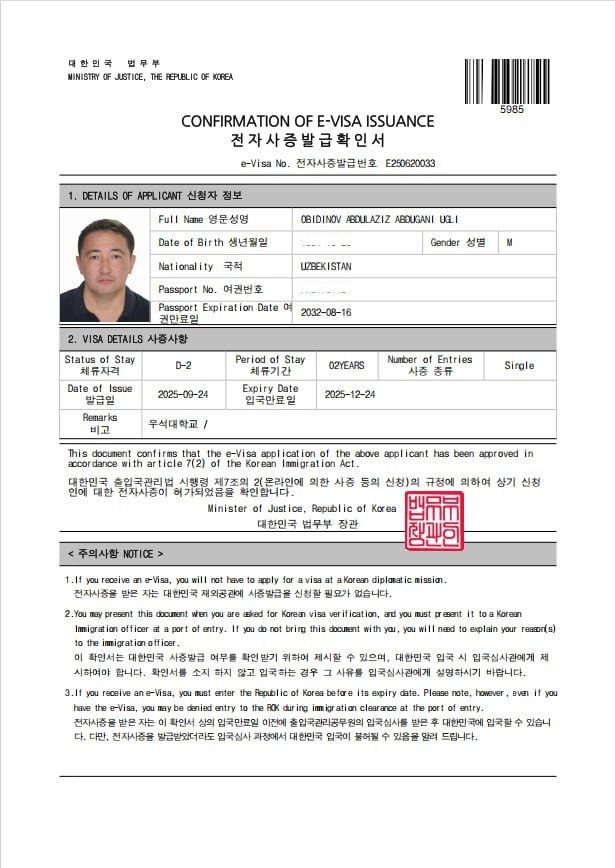 대한민국 법무부
MINISTRY OF JUSTICE, THE REPUBLIC OF KOREA
5985
CONFIRMATION OF E-VISA ISSUANCE
전자사증발급확인서
e-Visa No. 전자사증발급번호 E250620033
1. DETAILS OF APPLICANT 신청자 정보
Full Name 영문성명 OBIDINOV ABDULAZIZ ABDUGANI UGLI
Date of Birth 생년월일 Gender 성별 M
Nationality 국적 UZBEKISTAN
Passport No. 여권번호
Passport Expiration Date 여권만료일 2032-08-16
2. VISA DETAILS 사증사항
Status of Stay 체류자격 D-2 Period of Stay 체류기간 02YEARS Number of Entries 사증 종류 Single
Date of Issue 발급일 2025-09-24 Expiry Date 입국만료일 2025-12-24
Remarks 비고 우석대학교 /
This document confirms that the e-Visa application of the above applicant has been approved in
accordance with article 7(2) of the Korean Immigration Act.
대한민국 출입국관리법 시행령 제7조의 2(온라인에 의한 사증 등의 신청)의 규정에 의하여 상기 신청
인에 대한 전자사증이 허가되었음을 확인합니다.
Minister of Justice, Republic of Korea
대한민국 법무부 장관
< 주의사항 NOTICE >
1.If you receive an e-Visa, you will not have to apply for a visa at a Korean diplomatic mission.
전자사증을 받은 자는 대한민국 재외공관에 사증발급을 신청할 필요가 없습니다.
2.You may present this document when you are asked for Korean visa verification, and you must present it to a Korean
Immigration officer at a port of entry. If you do not bring this document with you, you will need to explain your reason(s)
to the immigration officer.
이 확인서는 대한민국 사증발급 여부를 확인받기 위하여 제시할 수 있으며, 대한민국 입국 시 입국심사관에게 제
시하여야 합니다. 확인서를 소지 하지 않고 입국하는 경우 그 사유를 입국심사관에게 설명하시기 바랍니다.
3.If you receive an e-Visa, you must enter the Republic of Korea before its expiry date. Please note, however, even if you
have the e-Visa, you may be denied entry to the ROK during immigration clearance at the port of entry.
전자사증을 받은 자는 이 확인서 상의 입국만료일 이전에 출입국관리공무원의 입국심사를 받은 후 대한민국에 입국할 수 있습니
다. 다만, 전자사증을 발급받았더라도 입국심사 과정에서 대한민국 입국이 불허될 수 있음을 알려 드립니다.